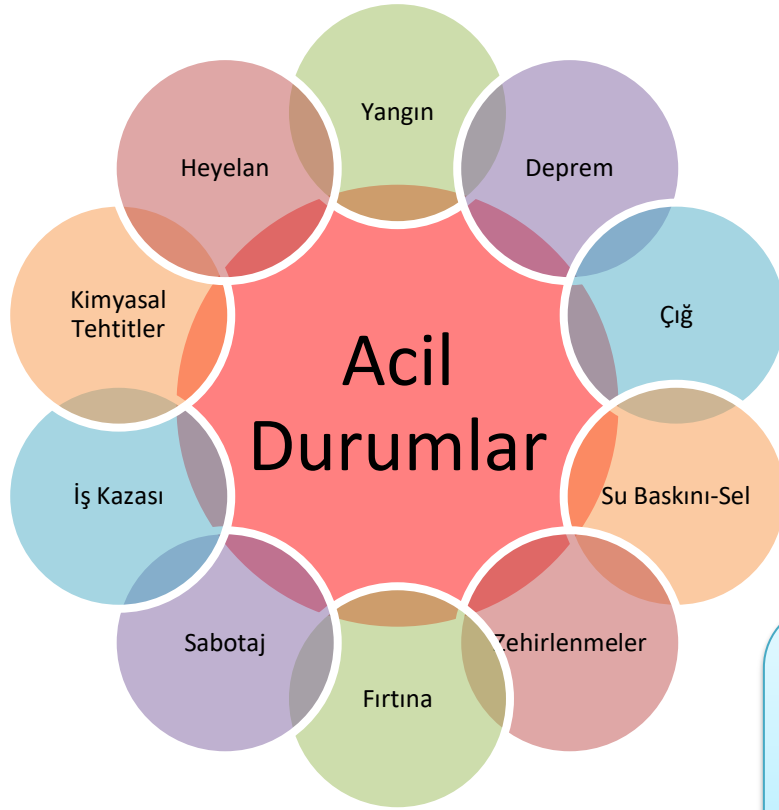 Acil
Durumlar
Yangın
Deprem
Çığ
Su Baskını-Sel
Zehirlenmeler
Fırtına
Sabotaj
İş Kazası
Kimyasal
Tehtitler
Heyelan